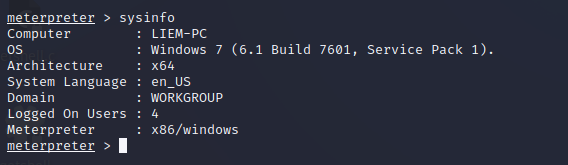 meterpreter > sysinfo
Computer        : LIEM-PC
OS              : Windows 7 (6.1 Build 7601, Service Pack 1).
Architecture    : x64
System Language : en_US
Domain          : WORKGROUP
Logged On Users : 4
Meterpreter     : x86/windows
meterpreter >